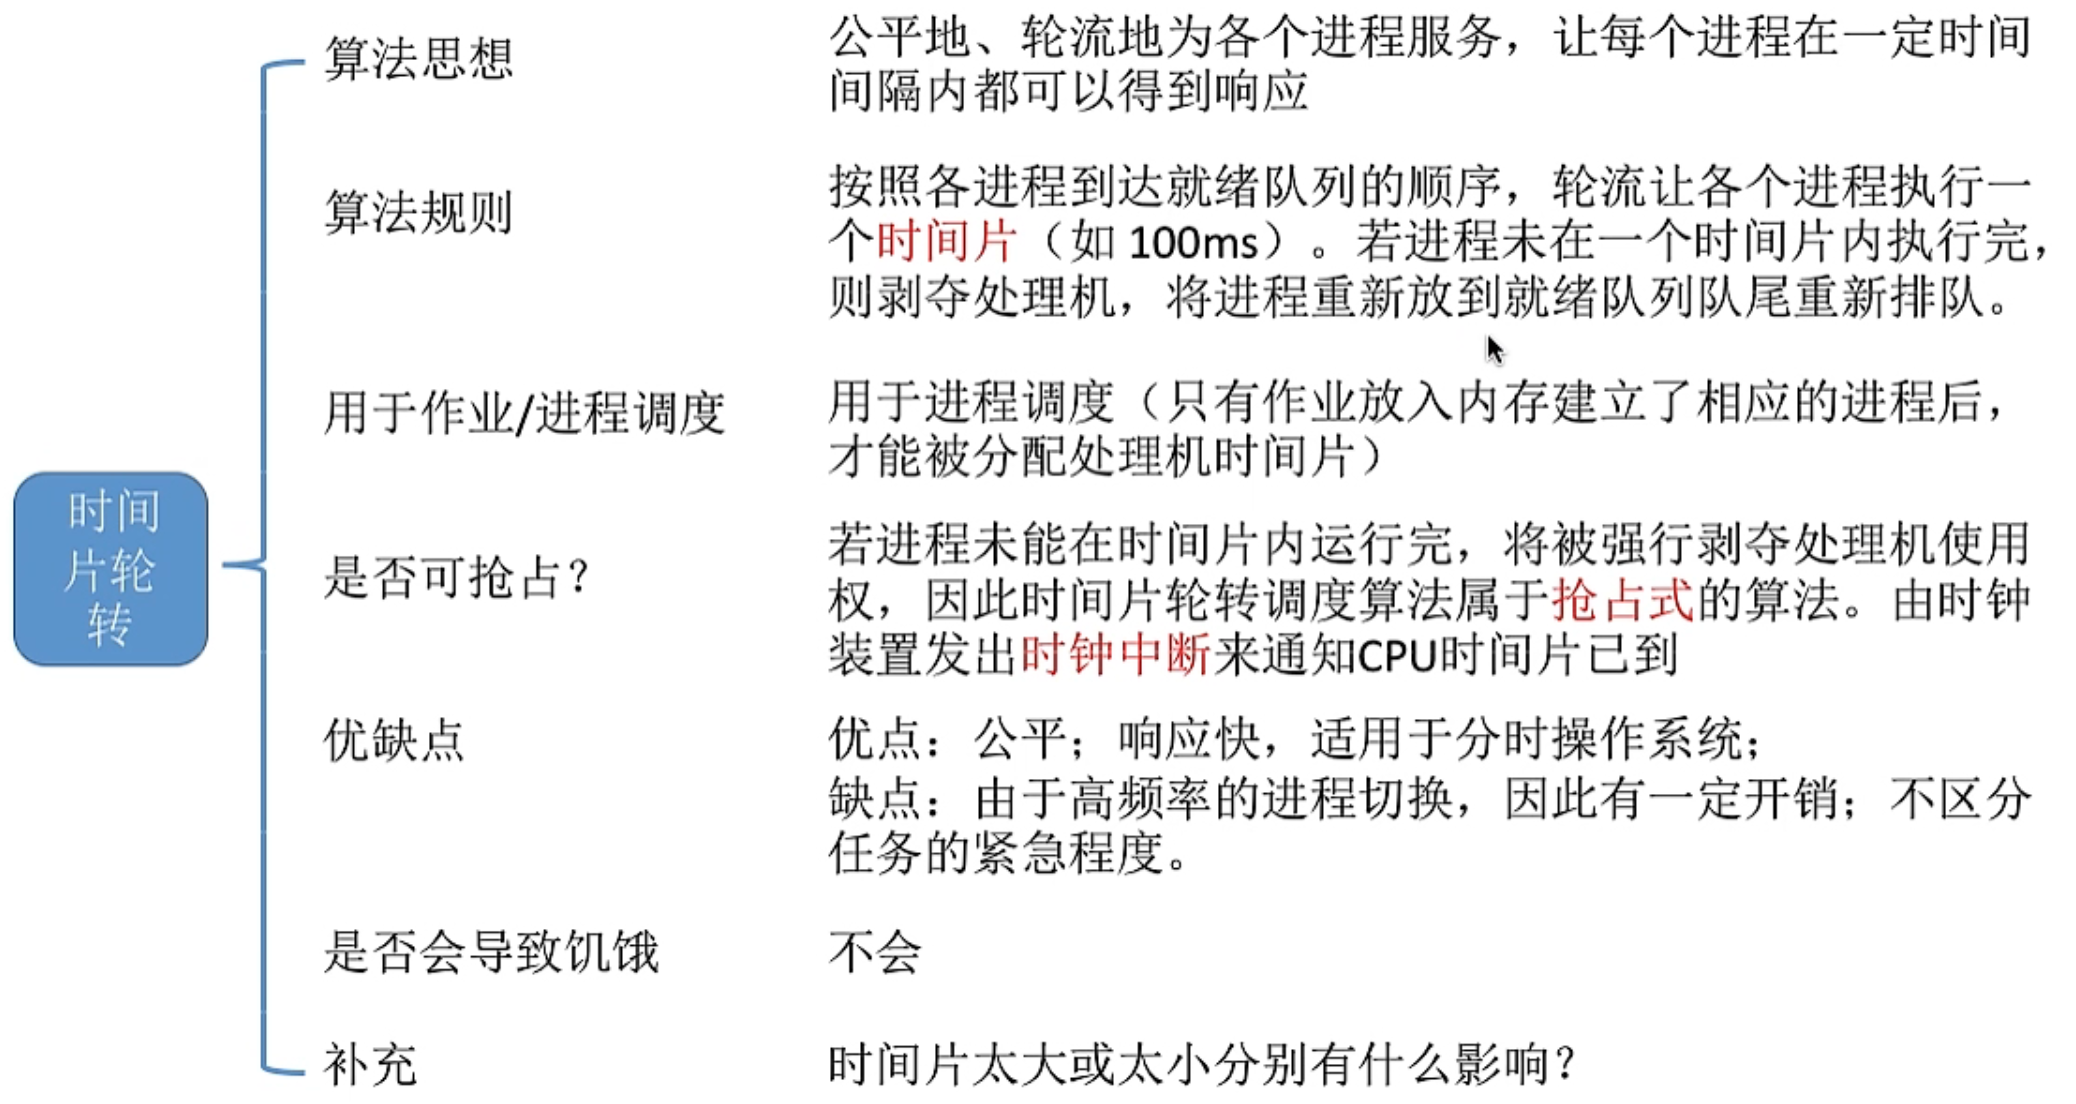 时间
片轮
转
算法思想
公平地、轮流地为各个进程服务，让每个进程在一定时间
间隔内都可以得到响应
算法规则
按照各进程到达就绪队列的顺序，轮流让各个进程执行一
个时间片（如 100ms）。若进程未在一个时间片内执行完，
则剥夺处理机，将进程重新放到就绪队列队尾重新排队。
用于作业/进程调度
用于进程调度（只有作业放入内存建立了相应的进程后，
才能被分配处理机时间片）
是否可抢占？
若进程未能在时间片内运行完，将被强行剥夺处理机使用
权，因此时间片轮转调度算法属于抢占式的算法。由时钟
装置发出时钟中断来通知CPU时间片已到
优缺点
优点：公平；响应快，适用于分时操作系统；
缺点：由于高频率的进程切换，因此有一定开销；不区分
任务的紧急程度。
是否会导致饥饿
不会
补充
时间片太大或太小分别有什么影响？